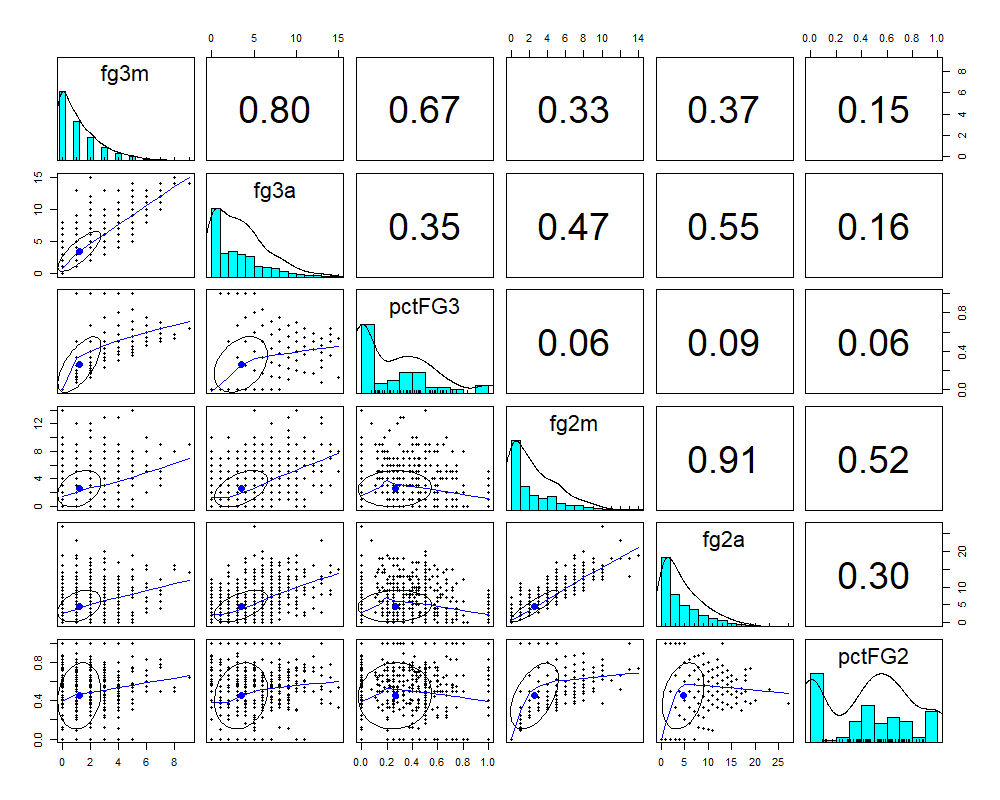 0 5 15 0 2 4 6 8 10 14 0.0 0.2 0.4 0.6 0.8 1.0
fg3m 0.80 0.67 0.33 0.37 0.15 0 2 4 6 8
0 5 10 15 fg3a 0.35 0.47 0.55 0.16
pctFG3 0.06 0.09 0.06 0.0 0.4 0.8
0 4 8 12 fg2m 0.91 0.52
fg2a 0.30 0 5 10 20
0.0 0.4 0.8 pctFG2
0 2 4 6 8 0.0 0.2 0.4 0.6 0.8 1.0 0 5 10 15 20 25